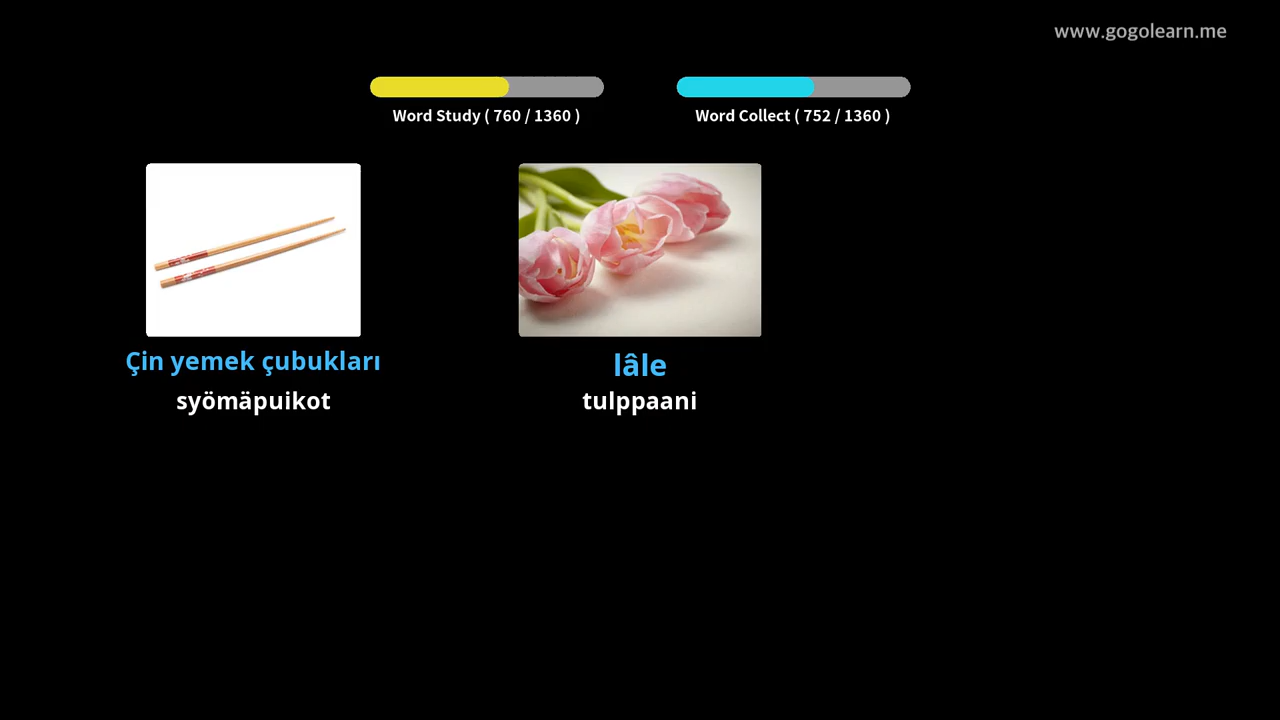 www.gogolearn.me
Word Study ( 760 / 1360 )
Word Collect ( 752 / 1360 )
Çin yemek çubukları
syömäpuikot
lâle
tulppaani